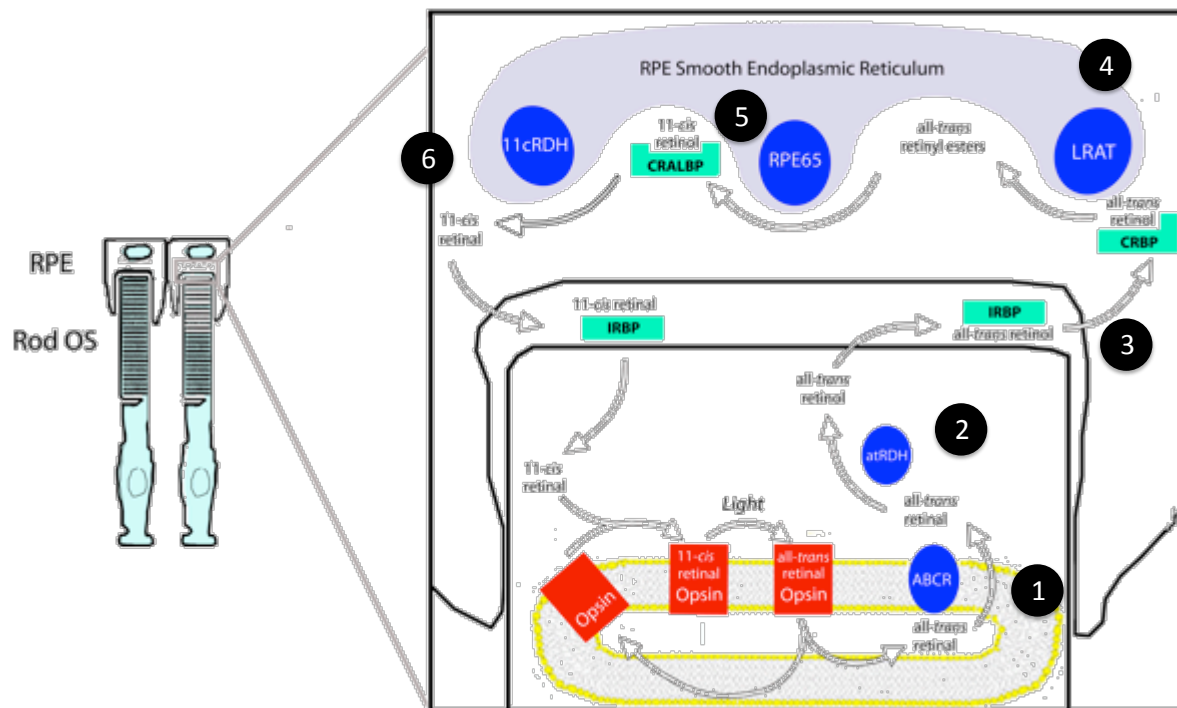 RPE Smooth Endoplasmic Reticulum
4
5
6
11cRDH
11-cis
retinol
CRALBP
RPE65
all-trans
retinyl esters
LRAT
all-trans
retinol
CRBP
11-cis
retinal
RPE
Rod OS
11-cis retinal
IRBP
IRBP
all-trans retinol
3
all-trans
retinol
2
atRDH
11-cis
retinal
Light
all-trans
retinal
Opsin
11-cis
retinal
Opsin
all-trans
retinal
Opsin
ABCR
1
all-trans
retinal